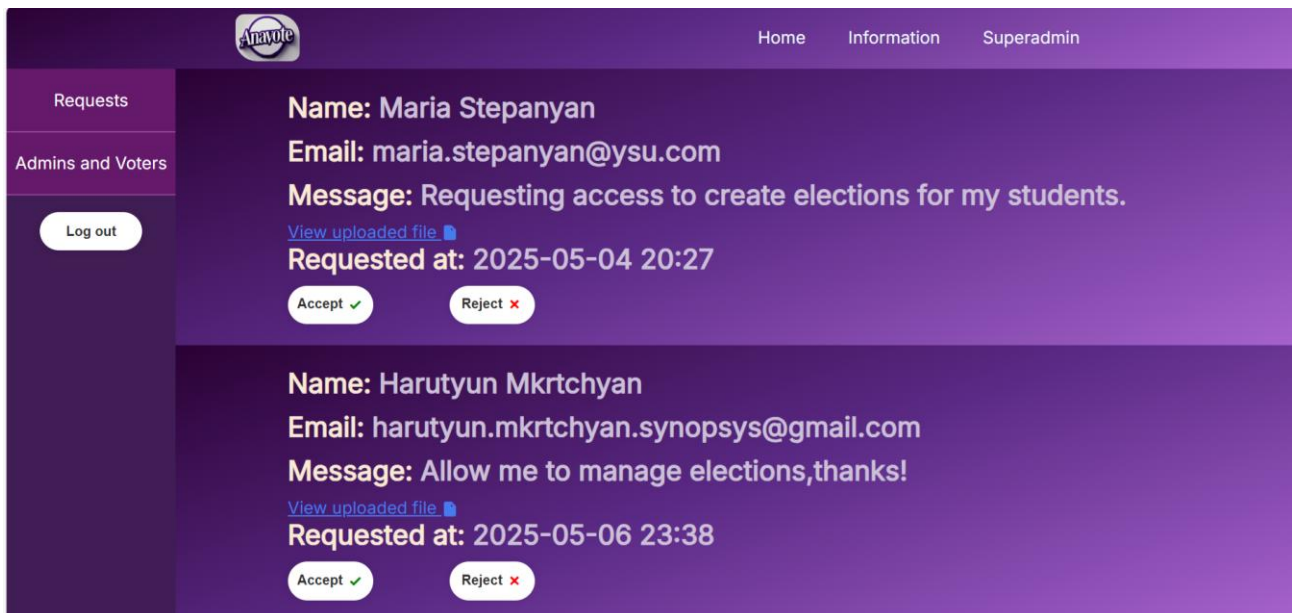 Anavote
Home Information Superadmin
Requests
Admins and Voters
Log out
Name: Maria Stepanyan
Email: maria.stepanyan@ysu.com
Message: Requesting access to create elections for my students.
View uploaded file
Requested at: 2025-05-04 20:27
Accept Reject
Name: Harutyun Mkrtchyan
Email: harutyun.mkrtchyan.synopsys@gmail.com
Message: Allow me to manage elections,thanks!
View uploaded file
Requested at: 2025-05-06 23:38
Accept Reject